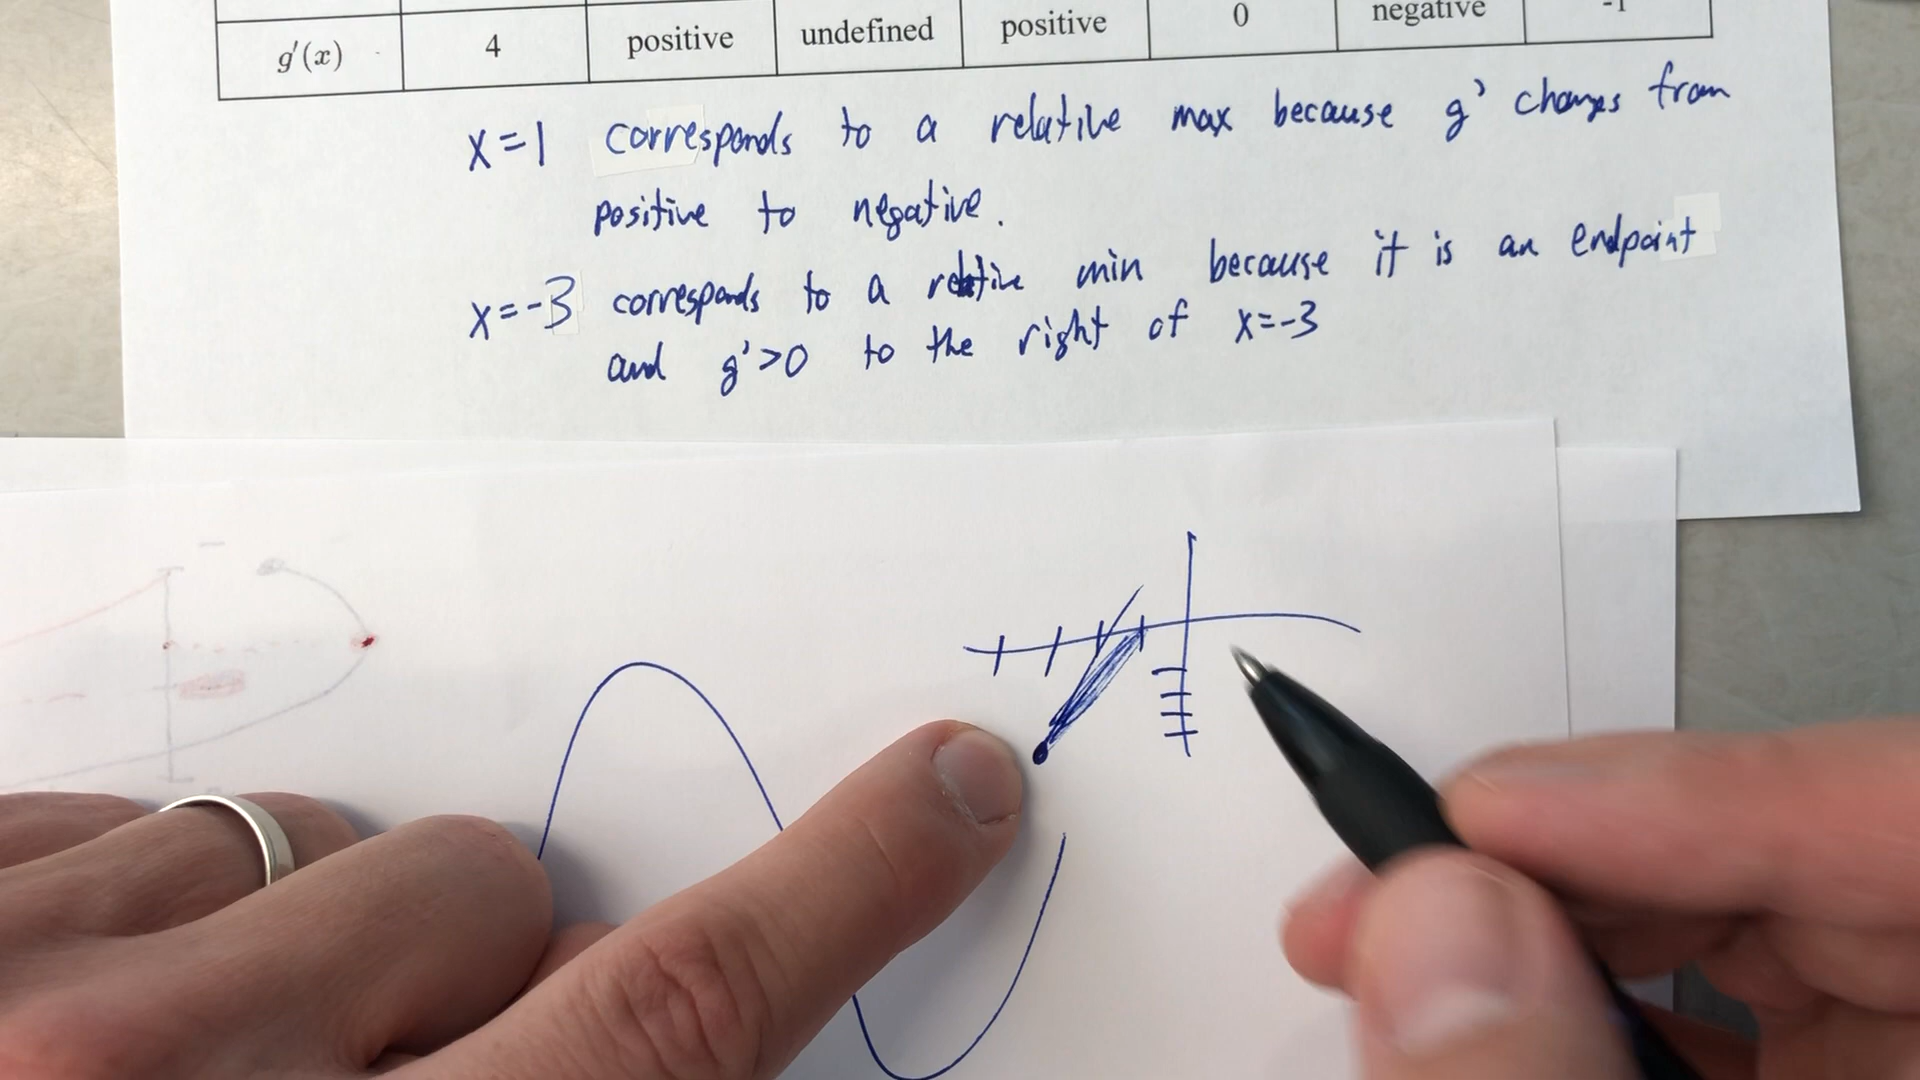 g′(x) 4 positive undefined positive 0 negative -1
x=1 corresponds to a relative max because g' changes from
positive to negative.
x=-3 corresponds to a relative min because it is an endpoint
and g'>0 to the right of x=-3